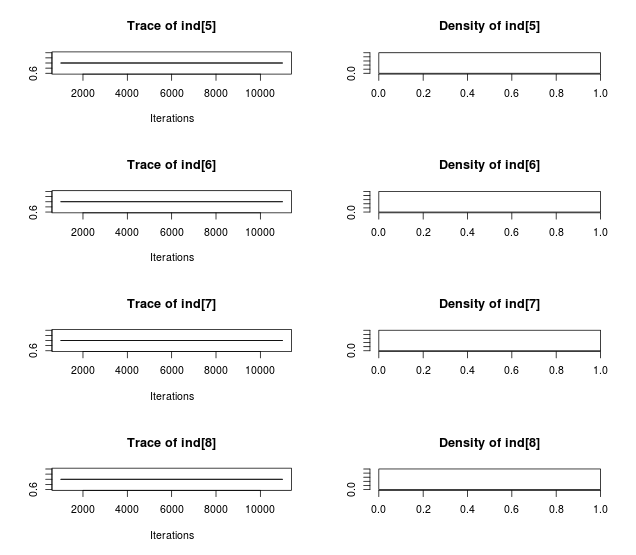 Trace of ind[5]
Density of ind[5]
0.6
0.0
2000 4000 6000 8000 10000
0.0 0.2 0.4 0.6 0.8 1.0
Iterations
Trace of ind[6]
Density of ind[6]
0.6
0.0
2000 4000 6000 8000 10000
0.0 0.2 0.4 0.6 0.8 1.0
Iterations
Trace of ind[7]
Density of ind[7]
0.6
0.0
2000 4000 6000 8000 10000
0.0 0.2 0.4 0.6 0.8 1.0
Iterations
Trace of ind[8]
Density of ind[8]
0.6
0.0
2000 4000 6000 8000 10000
0.0 0.2 0.4 0.6 0.8 1.0
Iterations